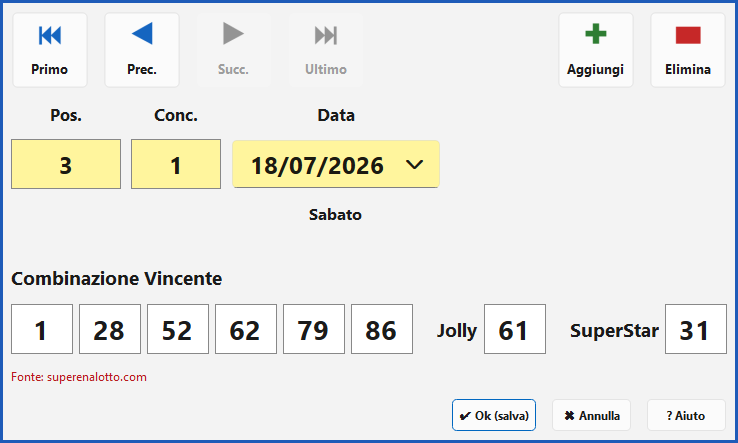 Primo Prec. Succ. Ultimo Aggiungi Elimina
Pos. Conc. Data
3 1 18/07/2026
Sabato
Combinazione Vincente
1 28 52 62 79 86 Jolly 61 SuperStar 31
Fonte: superenalotto.com
✔ Ok (salva) ✖ Annulla ? Aiuto